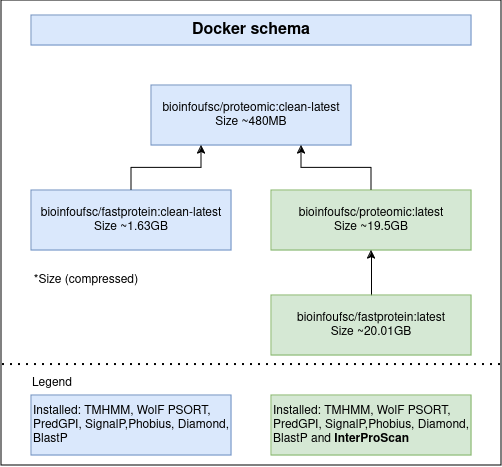 Docker schema
bioinfoufsc/proteomic:clean-latest
Size ~480MB
bioinfoufsc/fastprotein:clean-latest
Size ~1.63GB
bioinfoufsc/proteomic:latest
Size ~19.5GB
*Size (compressed)
bioinfoufsc/fastprotein:latest
Size ~20.01GB
Legend
Installed: TMHMM, WolF PSORT,
PredGPI, SignalP,Phobius, Diamond,
BlastP
Installed: TMHMM, WolF PSORT,
PredGPI, SignalP,Phobius, Diamond,
BlastP and InterProScan